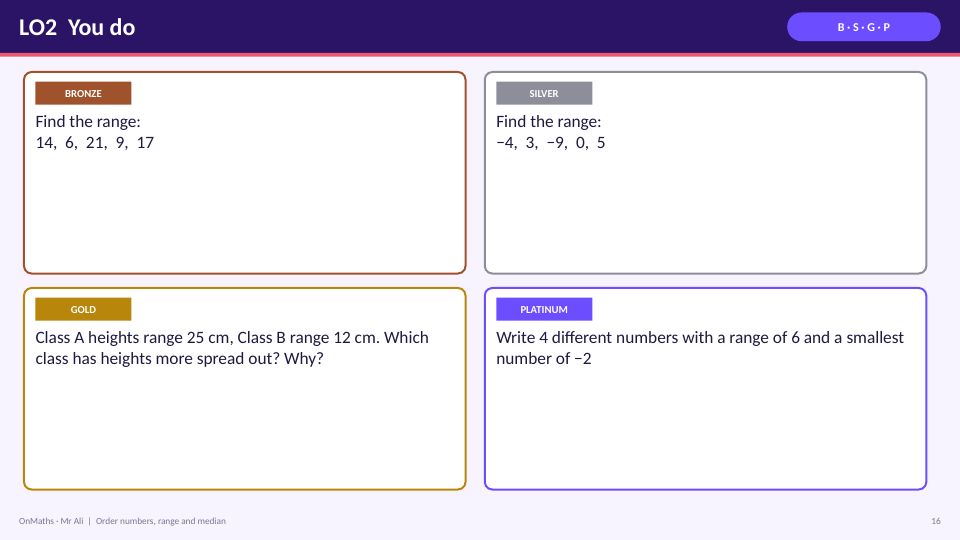 LO2  You do
B · S · G · P
BRONZE
Find the range:
14,  6,  21,  9,  17
SILVER
Find the range:
−4,  3,  −9,  0,  5
GOLD
Class A heights range 25 cm, Class B range 12 cm. Which
class has heights more spread out? Why?
PLATINUM
Write 4 different numbers with a range of 6 and a smallest
number of −2
OnMaths - Mr Ali  |  Order numbers, range and median
16